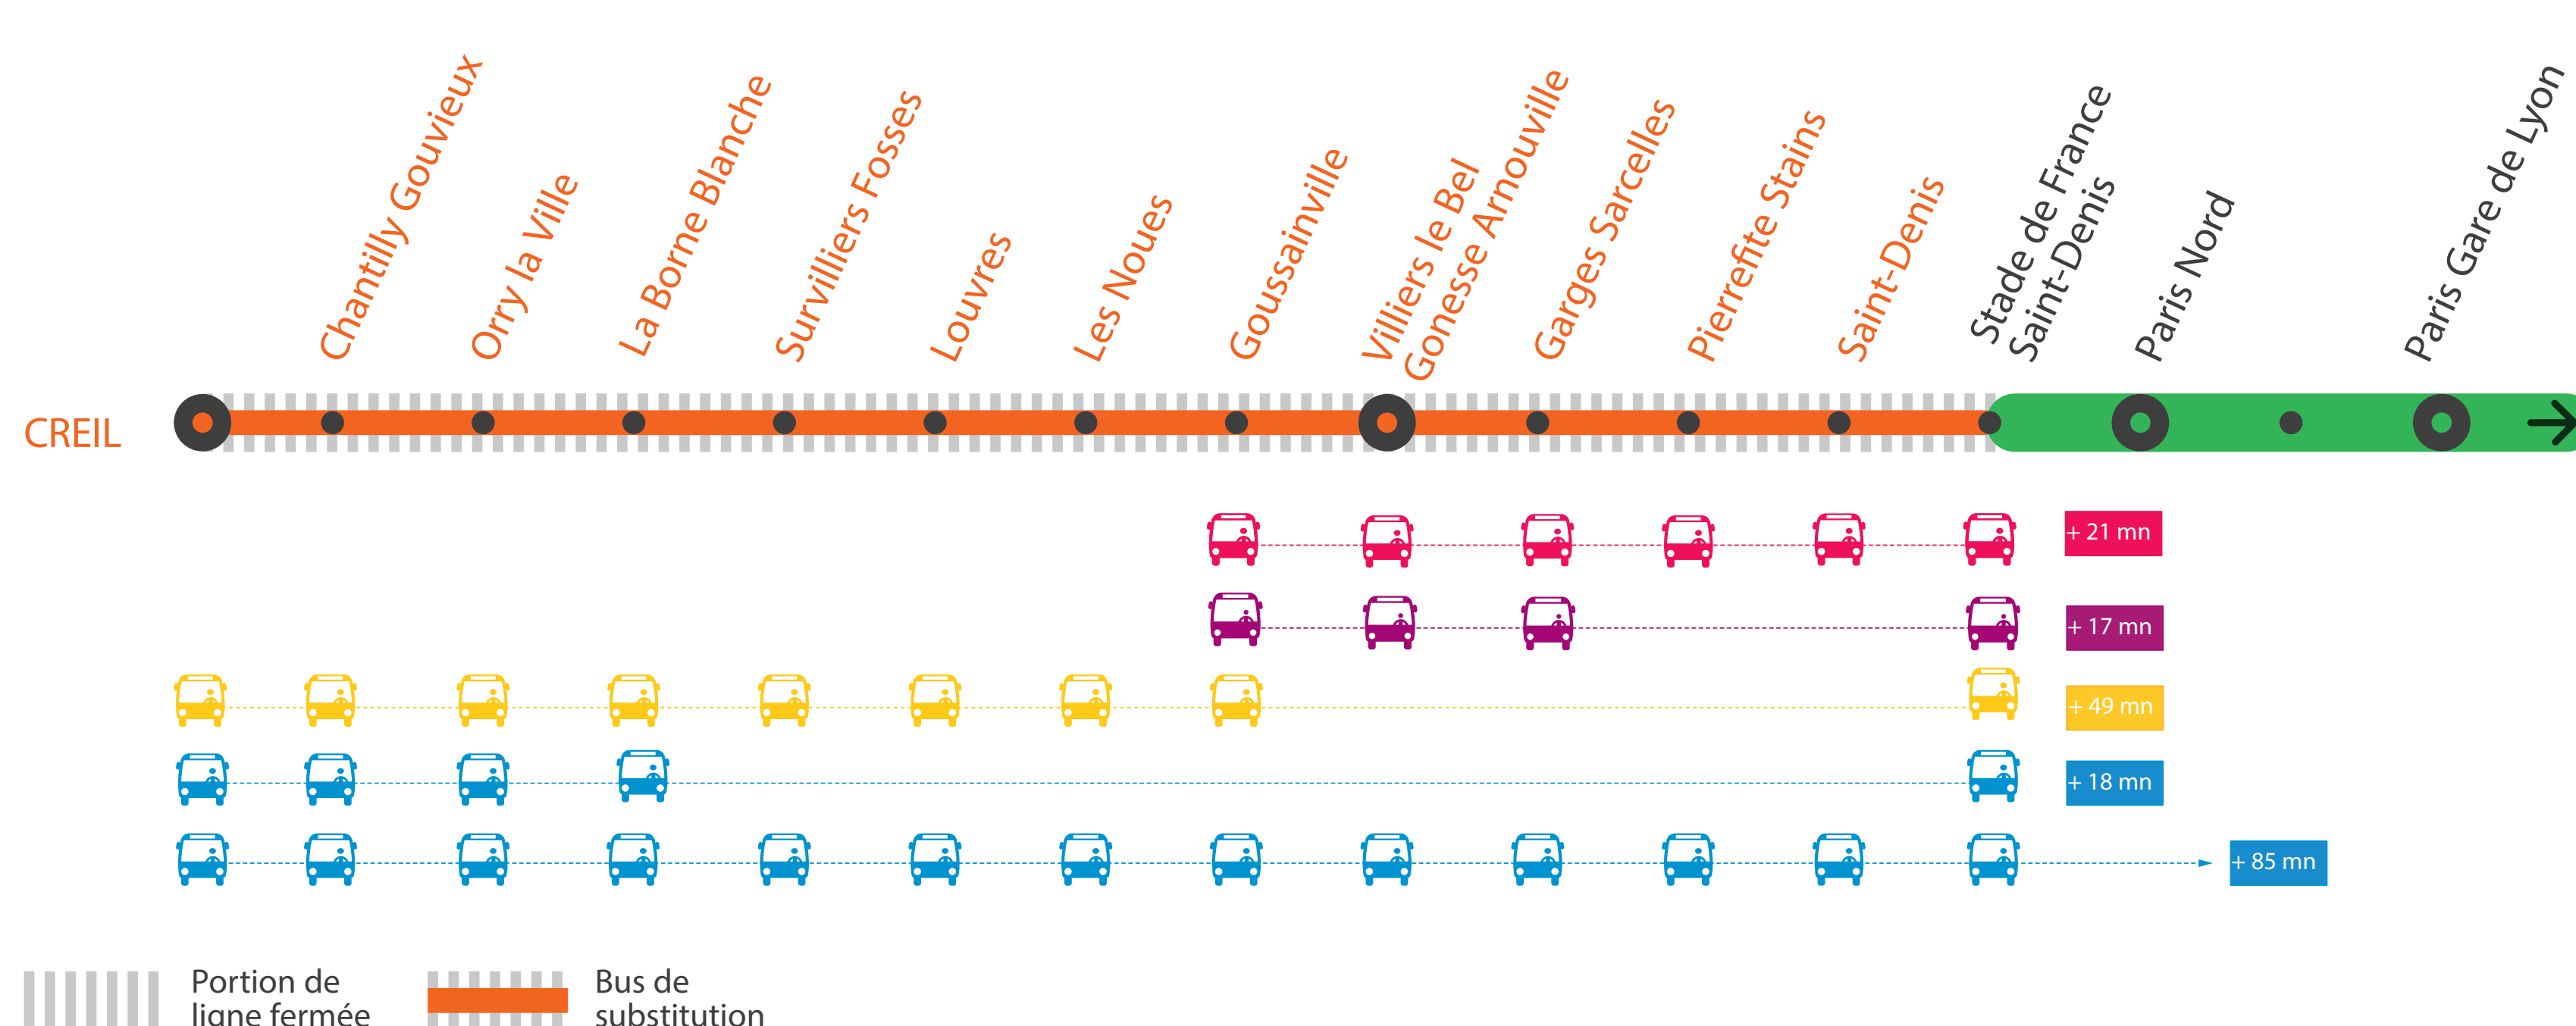 Chantilly Gouvieux
Orry la Ville
La Borne Blanche
Survilliers Fosses
Louvres
Les Noues
Goussainville
Villiers le Bel
Gonesse Arnouville
Garges Sarcelles
Pierrefite Stains
Saint-Denis
Stade de France
Saint-Denis
Paris Nord
Paris Gare de Lyon
CREIL
+ 21 mn
+ 17 mn
+ 49 mn
+ 18 mn
+ 85 mn
Portion de
ligne fermée
Bus de
substitution